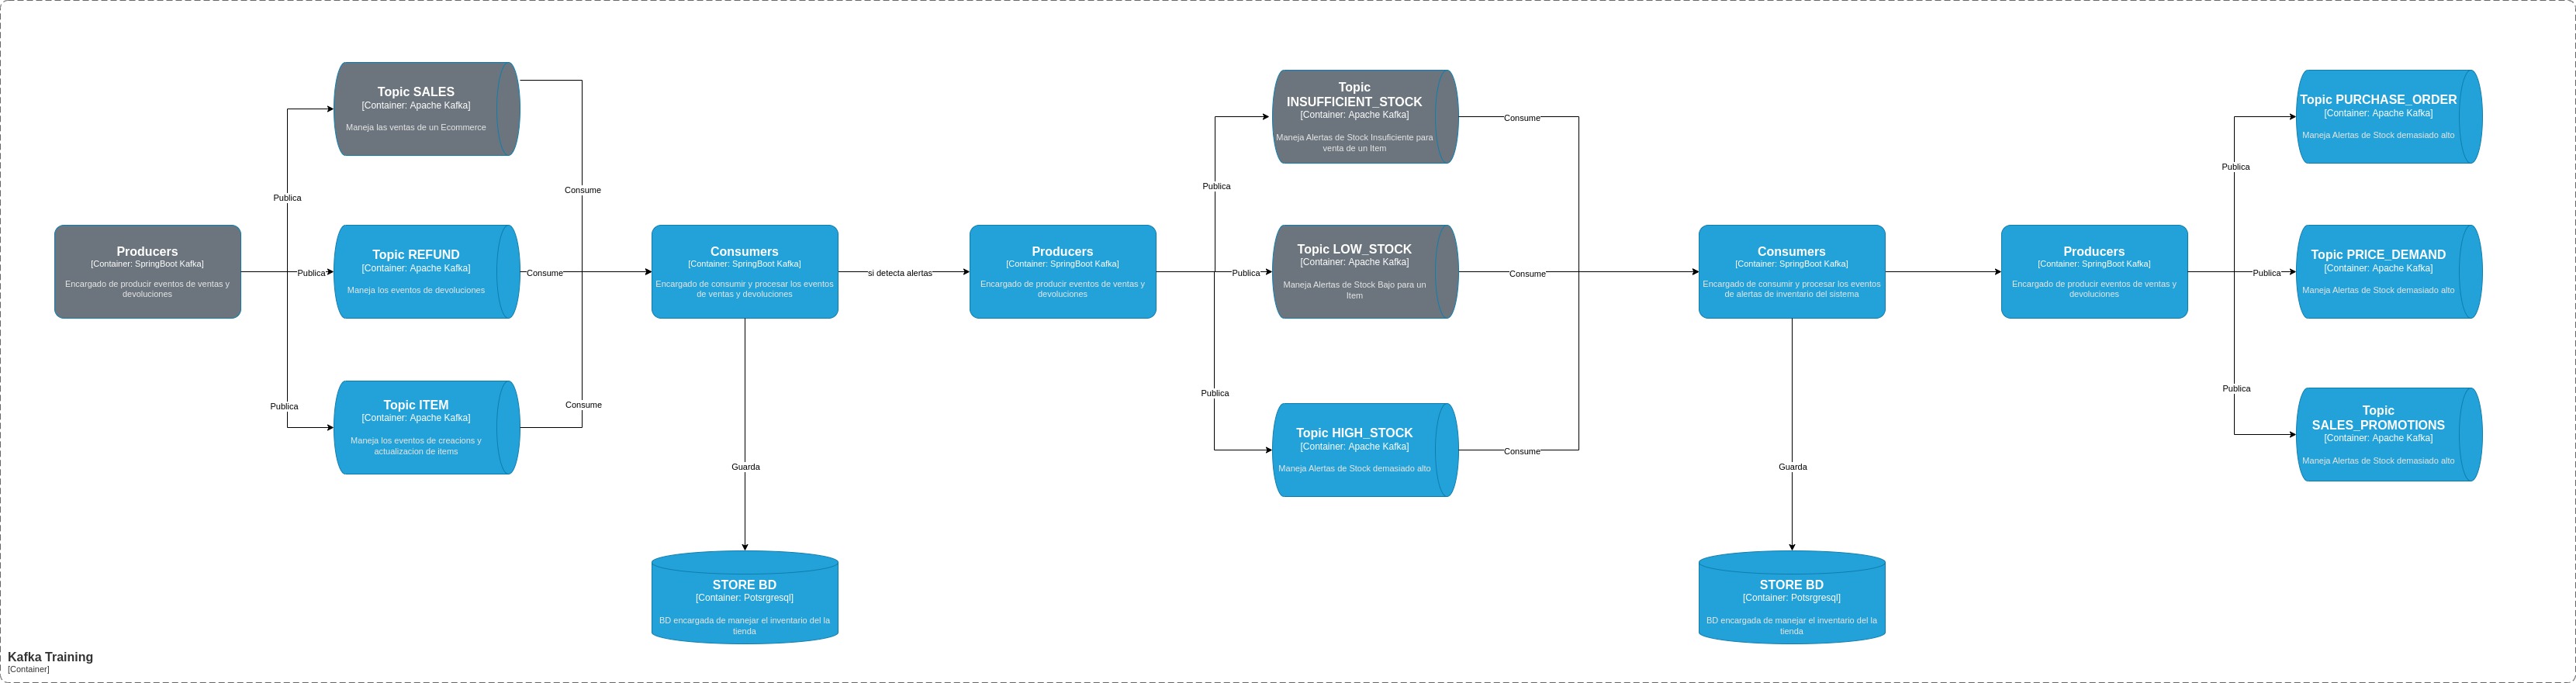 Topic SALES
[Container: Apache Kafka]
Maneja las ventas de un Ecommerce
Publica
Consume
Producers
[Container: SpringBoot Kafka]
Encargado de producir eventos de ventas y
devoluciones
Publica
Topic REFUND
[Container: Apache Kafka]
Maneja los eventos de devoluciones
Consume
Publica
Topic ITEM
[Container: Apache Kafka]
Maneja los eventos de creacions y
actualizacion de items
Consume
Consumers
[Container: SpringBoot Kafka]
Encargado de consumir y procesar los eventos
de ventas y devoluciones
si detecta alertas
Guarda
STORE BD
[Container: Potsrgresql]
BD encargada de manejar el inventario del la
tienda
Producers
[Container: SpringBoot Kafka]
Encargado de producir eventos de ventas y
devoluciones
Publica
Publica
Publica
Topic
INSUFFICIENT_STOCK
[Container: Apache Kafka]
Maneja Alertas de Stock Insuficiente para
venta de un Item
Consume
Topic LOW_STOCK
[Container: Apache Kafka]
Maneja Alertas de Stock Bajo para un
Item
Consume
Topic HIGH_STOCK
[Container: Apache Kafka]
Maneja Alertas de Stock demasiado alto
Consume
Consumers
[Container: SpringBoot Kafka]
Encargado de consumir y procesar los eventos
de alertas de inventario del sistema
Guarda
STORE BD
[Container: Potsrgresql]
BD encargada de manejar el inventario del la
tienda
Producers
[Container: SpringBoot Kafka]
Encargado de producir eventos de ventas y
devoluciones
Publica
Publica
Publica
Topic PURCHASE_ORDER
[Container: Apache Kafka]
Maneja Alertas de Stock demasiado alto
Topic PRICE_DEMAND
[Container: Apache Kafka]
Maneja Alertas de Stock demasiado alto
Topic
SALES_PROMOTIONS
[Container: Apache Kafka]
Maneja Alertas de Stock demasiado alto
Kafka Training
[Container]